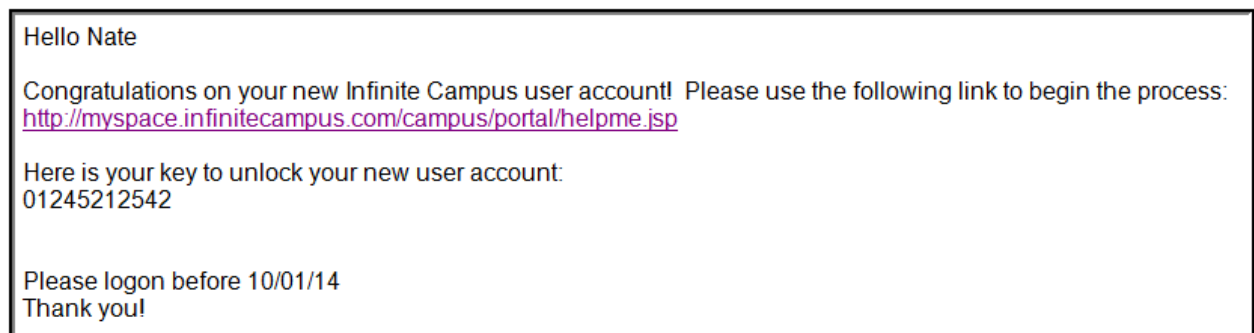 Hello Nate
Congratulations on your new Infinite Campus user account!  Please use the following link to begin the process:
http://myspace.infinitecampus.com/campus/portal/helpme.jsp
Here is your key to unlock your new user account:
01245212542
Please logon before 10/01/14
Thank you!